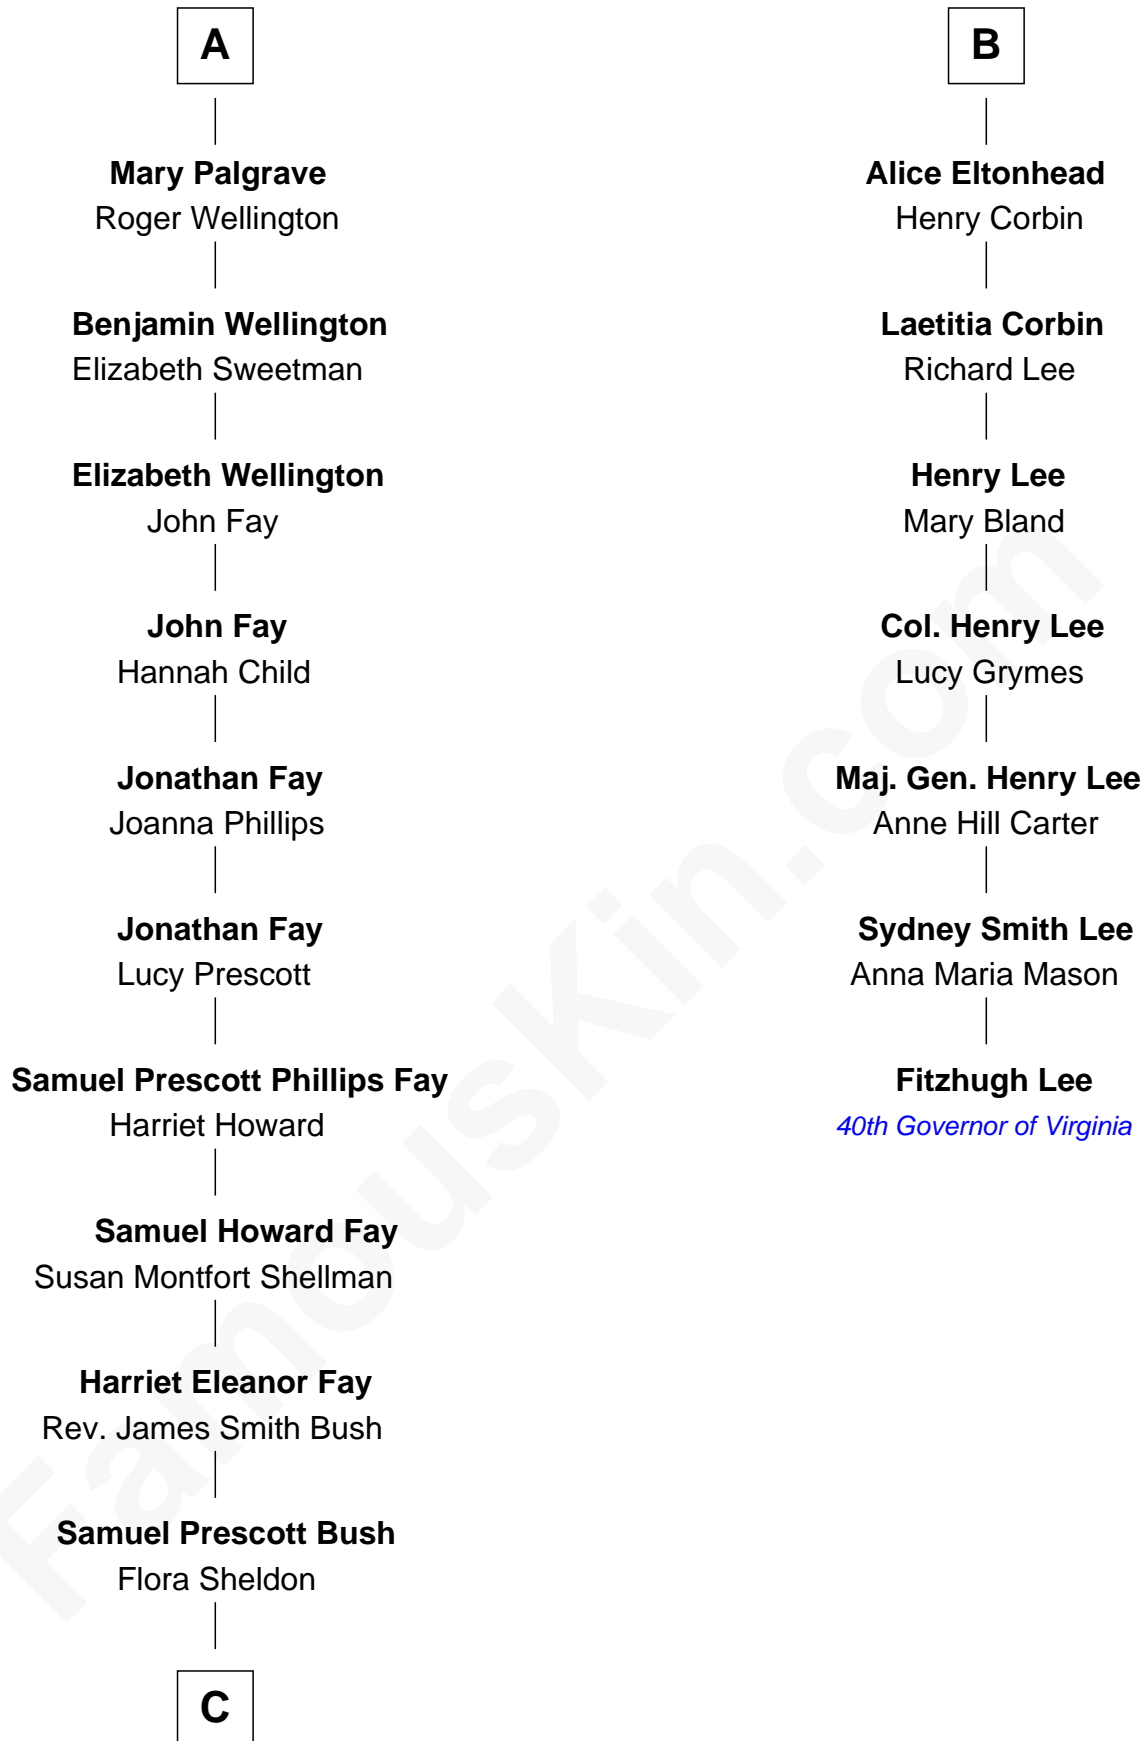 A
Mary Palgrave
Roger Wellington
Benjamin Wellington
Elizabeth Sweetman
Elizabeth Wellington
John Fay
John Fay
Hannah Child
Jonathan Fay
Joanna Phillips
Jonathan Fay
Lucy Prescott
Samuel Prescott Phillips Fay
Harriet Howard
Samuel Howard Fay
Susan Montfort Shellman
Harriet Eleanor Fay
Rev. James Smith Bush
Samuel Prescott Bush
Flora Sheldon
C
B
Alice Eltonhead
Henry Corbin
Laetitia Corbin
Richard Lee
Henry Lee
Mary Bland
Col. Henry Lee
Lucy Grymes
Maj. Gen. Henry Lee
Anne Hill Carter
Sydney Smith Lee
Anna Maria Mason
Fitzhugh Lee
40th Governor of Virginia
FamousKin.com